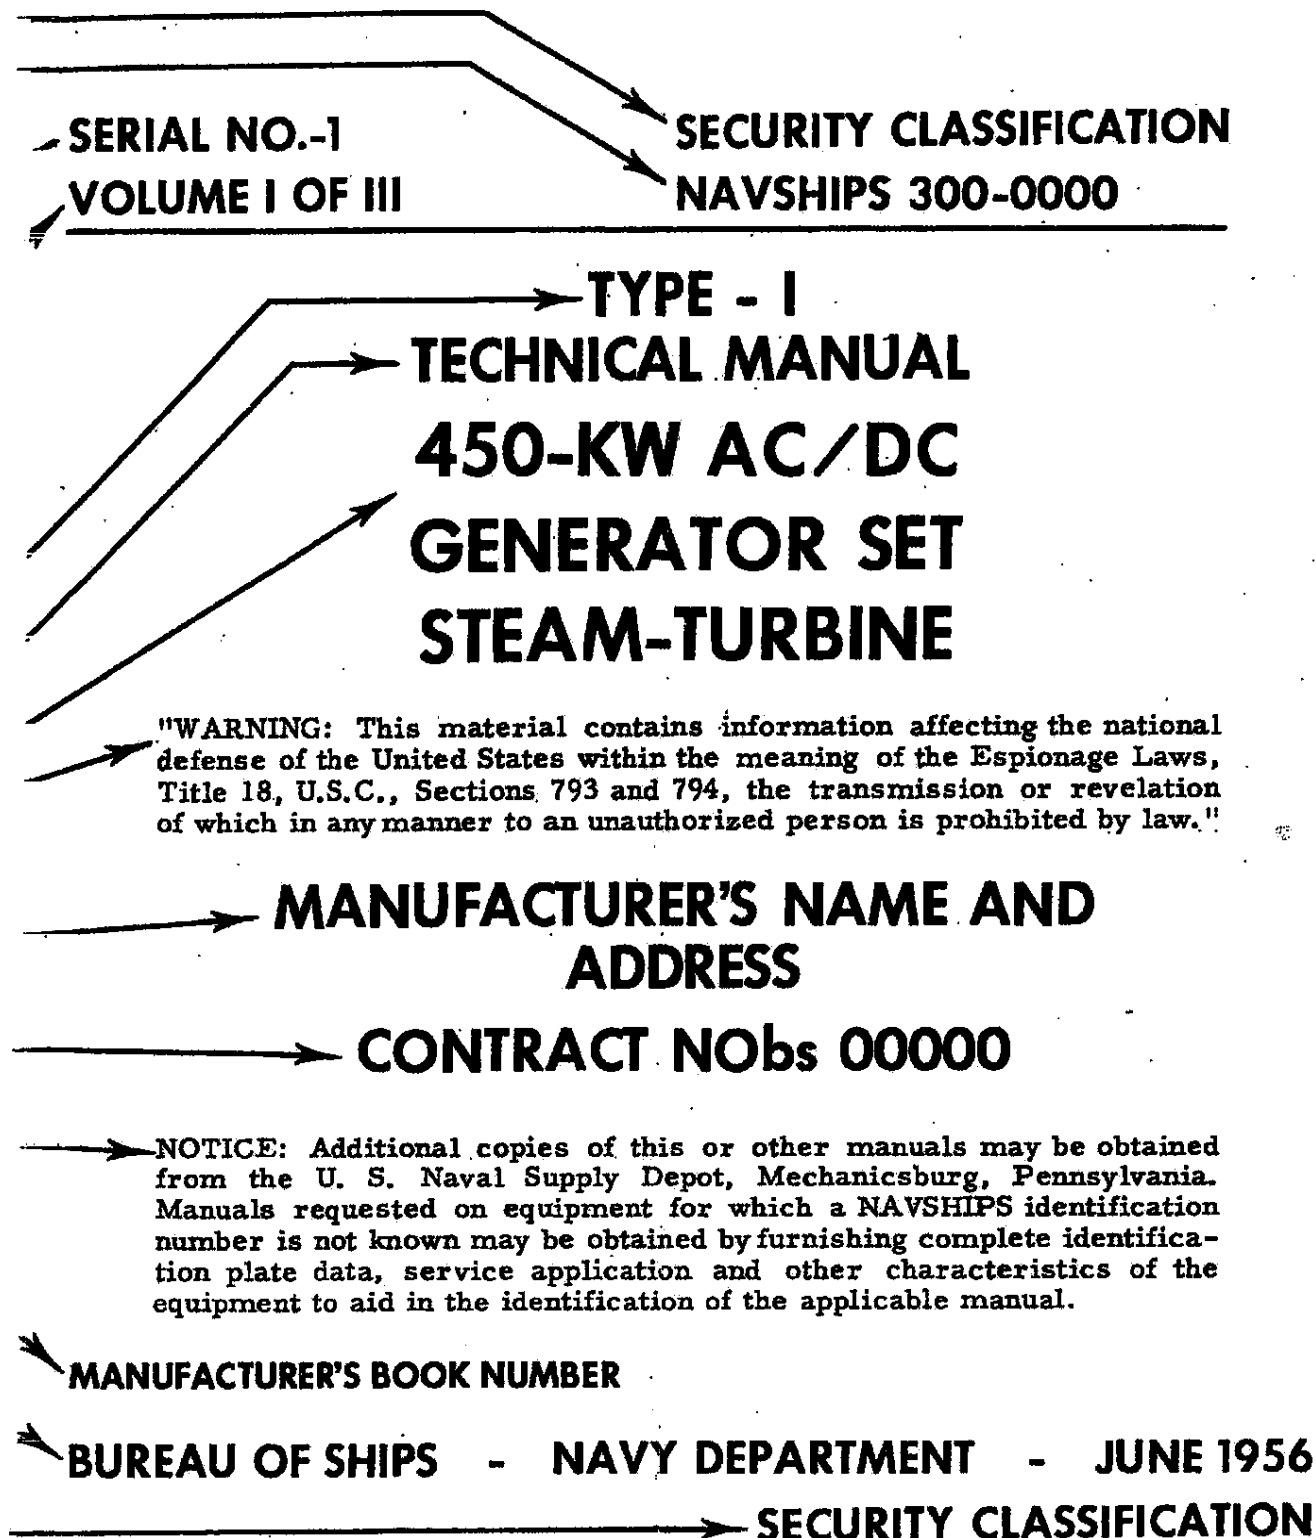 SERIAL NO.-1
SECURITY CLASSIFICATION
VOLUME I OF III
NAVSHIPS 300-0000
TYPE - I
TECHNICAL MANUAL
450-KW AC/DC
GENERATOR SET
STEAM-TURBINE
"WARNING: This material contains information affecting the national
defense of the United States within the meaning of the Espionage Laws,
Title 18, U.S.C., Sections 793 and 794, the transmission or revelation
of which in any manner to an unauthorized person is prohibited by law."
MANUFACTURER'S NAME AND
ADDRESS
CONTRACT NObs 00000
NOTICE: Additional copies of this or other manuals may be obtained
from the U. S. Naval Supply Depot, Mechanicsburg, Pennsylvania.
Manuals requested on equipment for which a NAVSHIPS identification
number is not known may be obtained by furnishing complete identifica-
tion plate data, service application and other characteristics of the
equipment to aid in the identification of the applicable manual.
MANUFACTURER'S BOOK NUMBER
BUREAU OF SHIPS - NAVY DEPARTMENT - JUNE 1956
SECURITY CLASSIFICATION